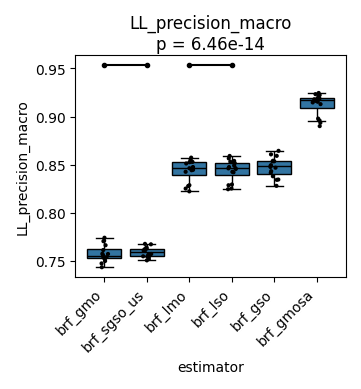 LL_precision_macro
p = 6.46e-14
LL_precision_macro
0.95
0.90
0.85
0.80
0.75
brf_gmo
brf_sgso_us
brf_lmo
brf_lso
brf_gso
brf_gmosa
estimator